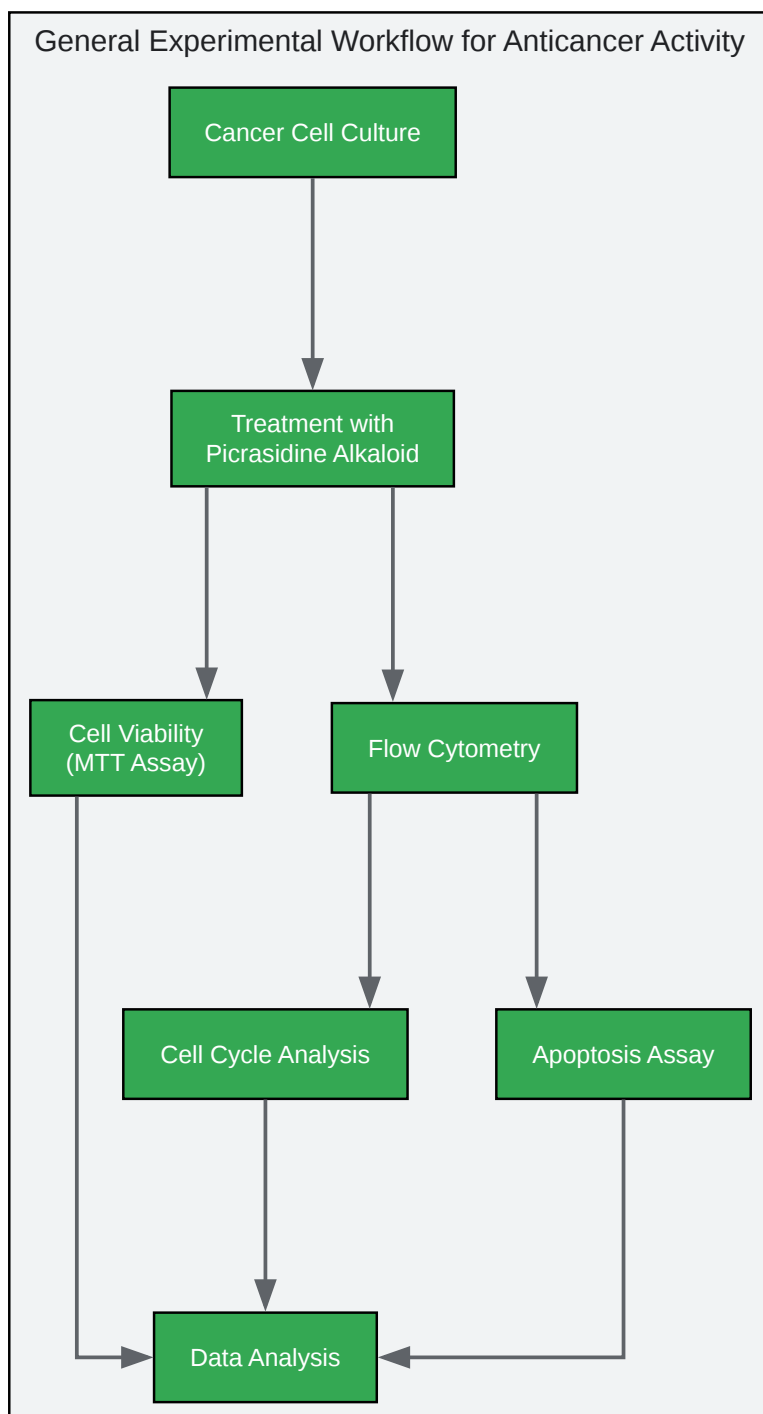 General Experimental Workflow for Anticancer Activity
Cancer Cell Culture
Treatment with
Picrasidine Alkaloid
Cell Viability
(MTT Assay)
Flow Cytometry
Cell Cycle Analysis
Apoptosis Assay
Data Analysis